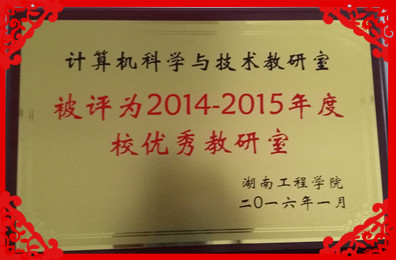 计算机科学与技术教研室
被评为2014-2015年度
校优秀教研室
湖南工程学院
二〇一六年一月